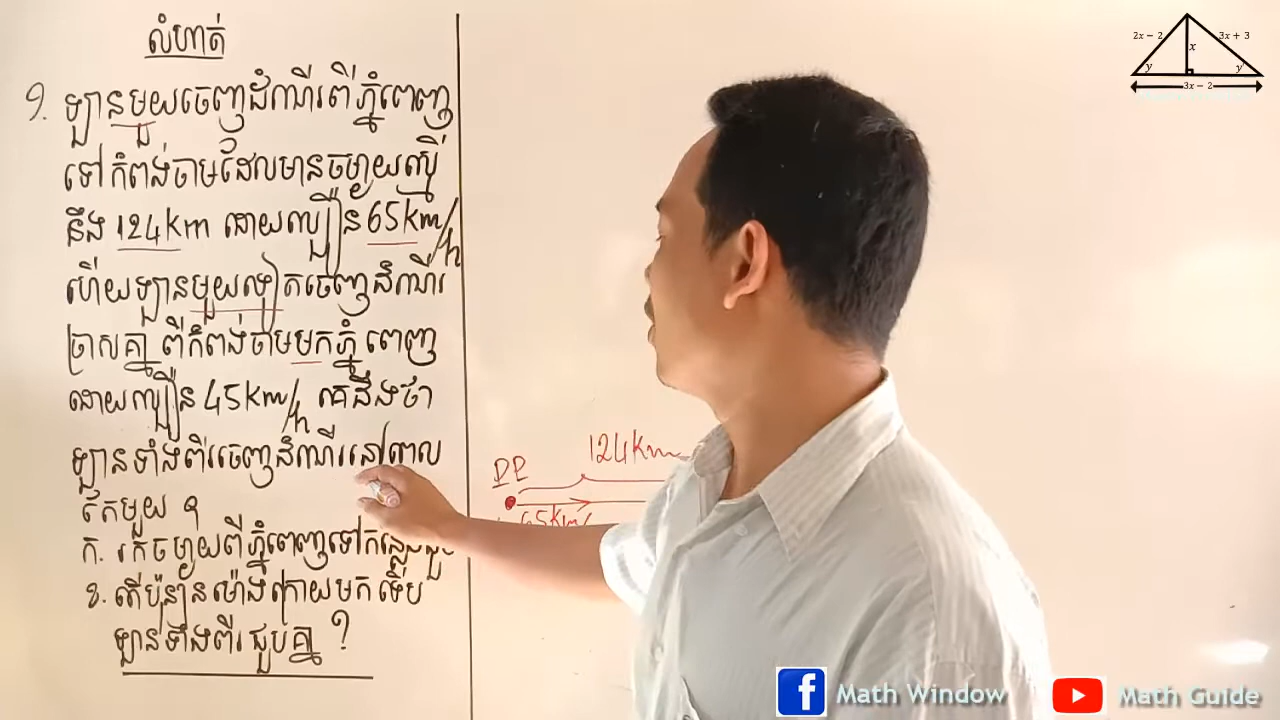 លំហាត់
១. ឡានមួយចេញដំណើរពីភ្នំពេញ
ទៅកំពង់ចាមដែលមានចម្ងាយស្មើ
នឹង 124km ដោយល្បឿន 65km/h
ហើយឡានមួយទៀតចេញដំណើរ
ច្រាសគ្នា ពីកំពង់ចាមមកភ្នំពេញ
ដោយល្បឿន 45km/h គេដឹងថា
ឡានទាំងពីរចេញដំណើរនៅពេល
តែមួយ ។
ក. រកចម្ងាយពីភ្នំពេញទៅកន្លែងជួប
ខ. តើប៉ុន្មានម៉ោងក្រោយមក ទើប
ឡានទាំងពីរ ជួបគ្នា ?
124km
65km/
2x − 2
3x + 3
x
y
y
3x − 2
Math Window
Math Guide